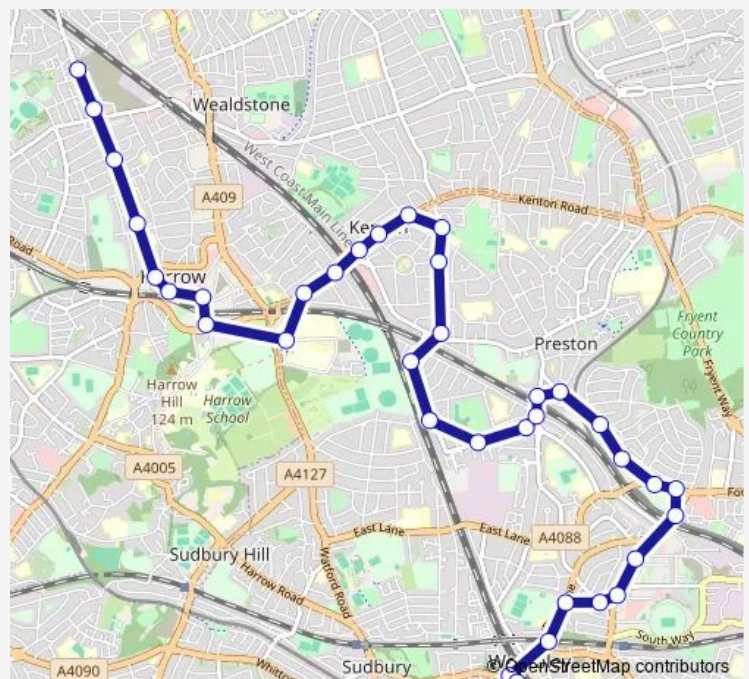 Wealdstone
West Coast Main Line
A409
Kenton Road
Road
Harrow
Preston
Fryent
Country
Park
Fryent Way
Harrow
Hill
124 m
Harrow
School
A4005
A4127
East Lane
East Lane
A4088
Sudbury Hill
Harrow Road
Watford Road
South Way
A4090
Sudbury
© OpenStreetMap contributors